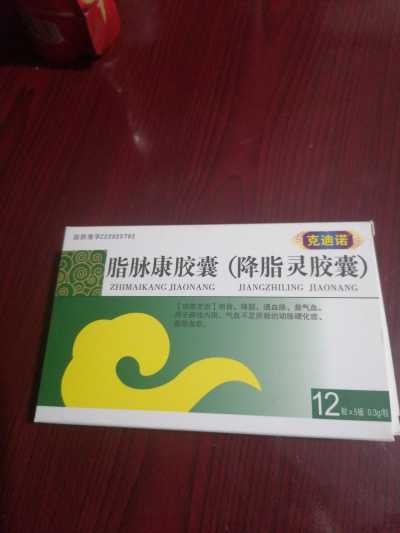 国药准字Z22025792
克迪诺
脂脉康胶囊（降脂灵胶囊）
ZHIMAIKANG JIAONANG JIANGZHILING JIAONANG
【功能主治】消食、降脂、通血脉、益气血。
用于瘀浊内阻、气血不足所致的动脉硬化症、
高脂血症。
12粒×5板 0.3g/粒